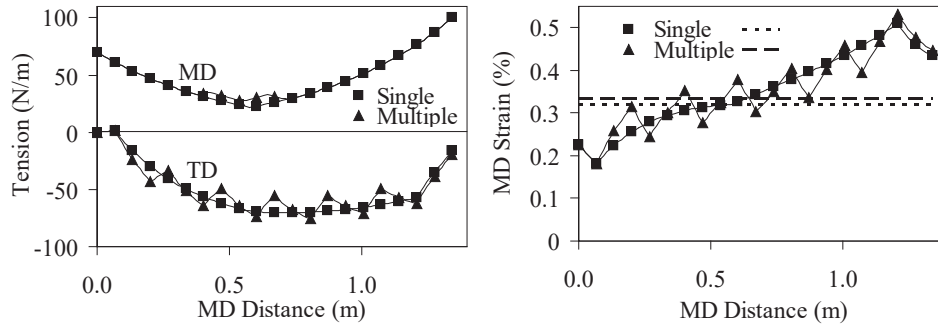 100
50
0
-50
-100
Tension (N/m)
MD
Single
Multiple
TD
0.0 0.5 1.0
MD Distance (m)
0.5
0.4
0.3
0.2
0.1
0
MD Strain (%)
Single
Multiple
0.0 0.5 1.0
MD Distance (m)